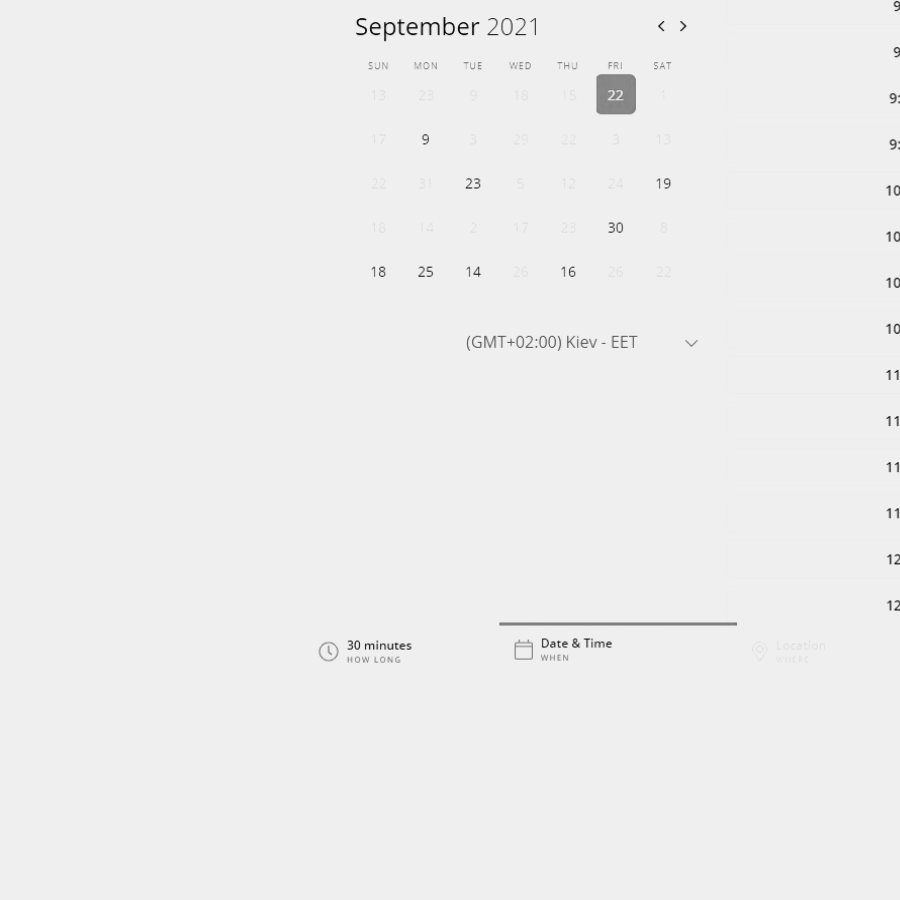 September 2021
SUN MON TUE WED THU FRI SAT
13 23 9 18 15 22 1
17 9 3 29 22 3 13
22 31 23 5 12 24 19
18 14 2 17 23 30 8
18 25 14 26 16 26 22
(GMT+02:00) Kiev - EET
9
9
9:
9:
10
10
10
10
11
11
11
11
12
12
30 minutes
HOW LONG
Date & Time
WHEN
Location
WHERE